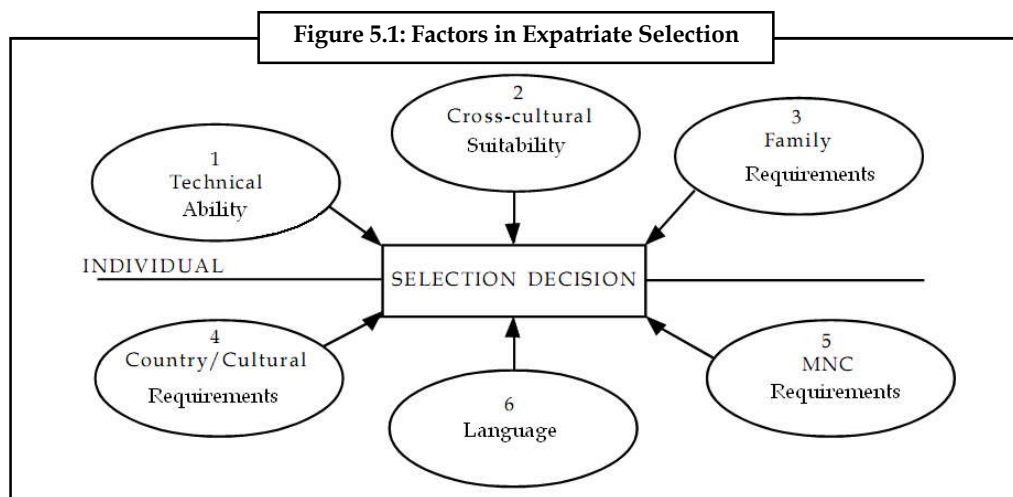 Figure 5.1: Factors in Expatriate Selection
1
Technical
Ability
2
Cross-cultural
Suitability
3
Family
Requirements
INDIVIDUAL
SELECTION DECISION
4
Country/Cultural
Requirements
6
Language
5
MNC
Requirements